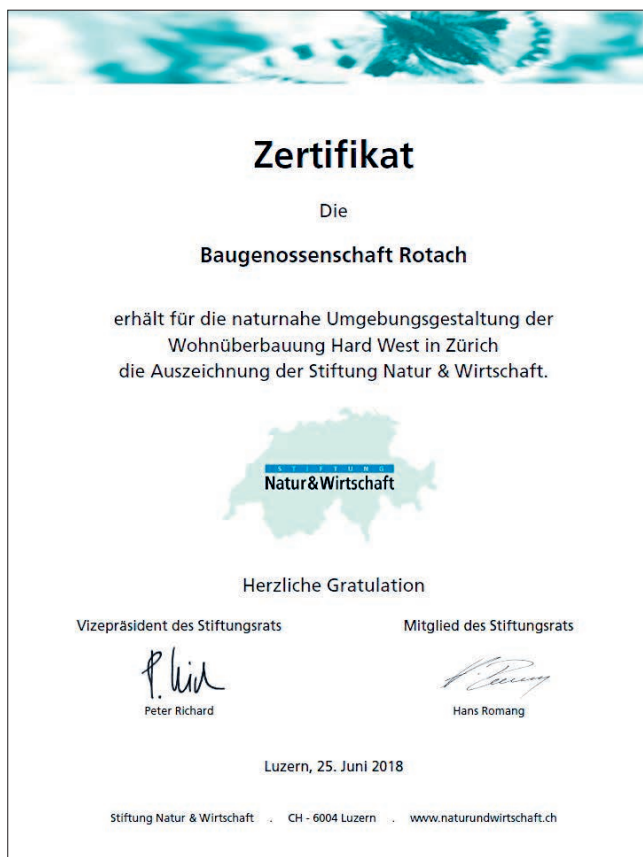 Zertifikat
Die
Baugenossenschaft Rotach
erhält für die naturnahe Umgebungsgestaltung der
Wohnüberbauung Hard West in Zürich
die Auszeichnung der Stiftung Natur & Wirtschaft.
STIFTUNG
Natur&Wirtschaft
Herzliche Gratulation
Vizepräsident des Stiftungsrats
Peter Richard
Mitglied des Stiftungsrats
Hans Romang
Luzern, 25. Juni 2018
Stiftung Natur & Wirtschaft . CH - 6004 Luzern . www.naturundwirtschaft.ch